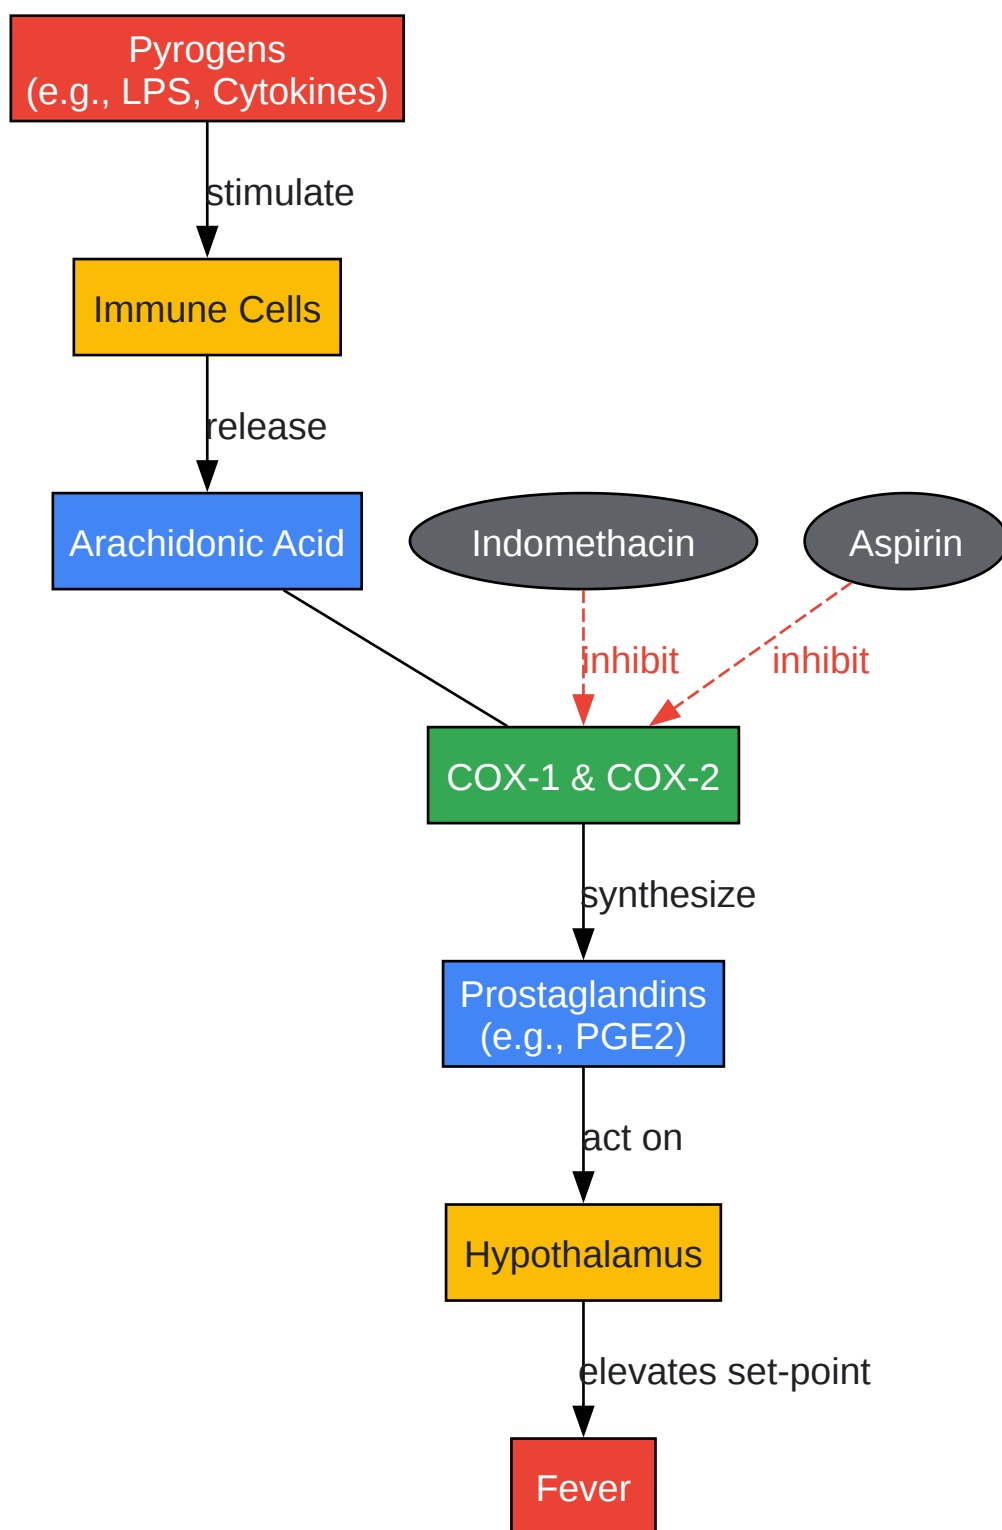 Pyrogens
(e.g., LPS, Cytokines)
stimulate
Immune Cells
release
Arachidonic Acid
Indomethacin
Aspirin
inhibit
inhibit
COX-1 & COX-2
synthesize
Prostaglandins
(e.g., PGE2)
act on
Hypothalamus
elevates set-point
Fever